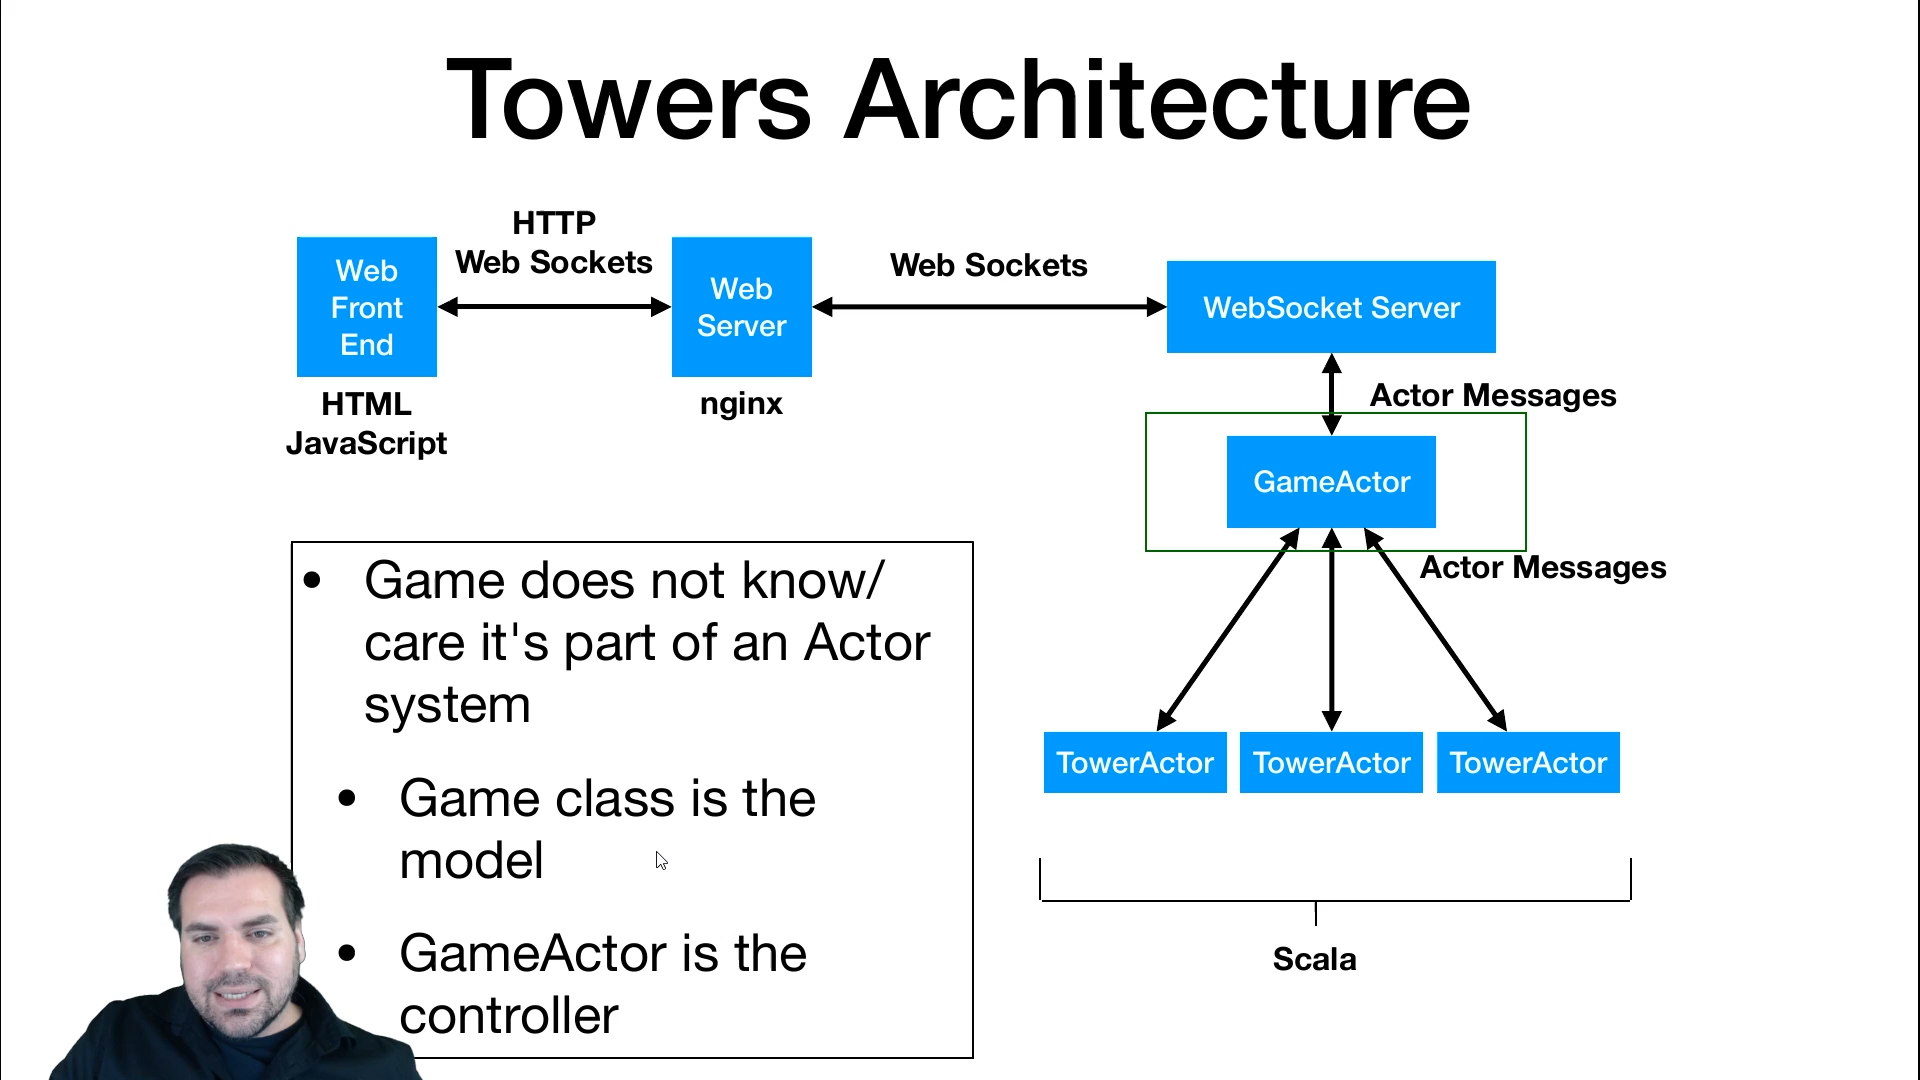 Towers Architecture
HTTP
Web Sockets
Web Sockets
Web
Front
End
Web
Server
WebSocket Server
HTML
JavaScript
nginx
Actor Messages
GameActor
Actor Messages
• Game does not know/
care it's part of an Actor
system
• Game class is the
model
• GameActor is the
controller
TowerActor
TowerActor
TowerActor
Scala